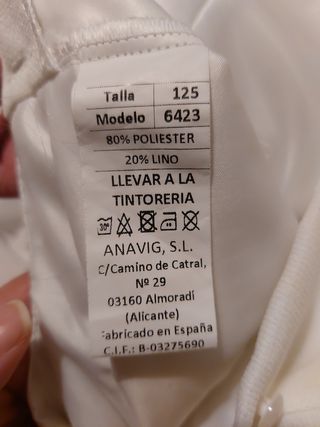 Talla 125
Modelo 6423
80% POLIESTER
20% LINO
LLEVAR A LA
TINTORERIA
30º
ANAVIG, S.L.
C/Camino de Catral,
Nº 29
03160 Almoradí
(Alicante)
Fabricado en España
C.I.F.: B-03275690